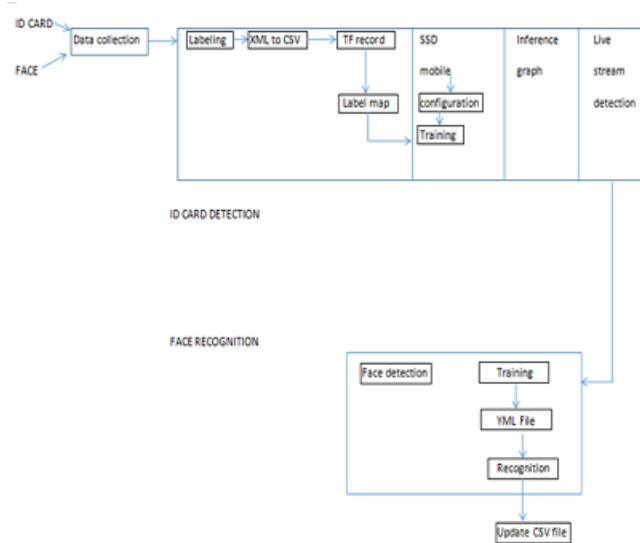 ID CARD
FACE
Data collection
Labeling
XML to CSV
TF record
Label map
SSD
mobile
configuration
Training
Inference
graph
Live
stream
detection
ID CARD DETECTION
FACE RECOGNITION
Face detection
Training
YML File
Recognition
Update CSV file